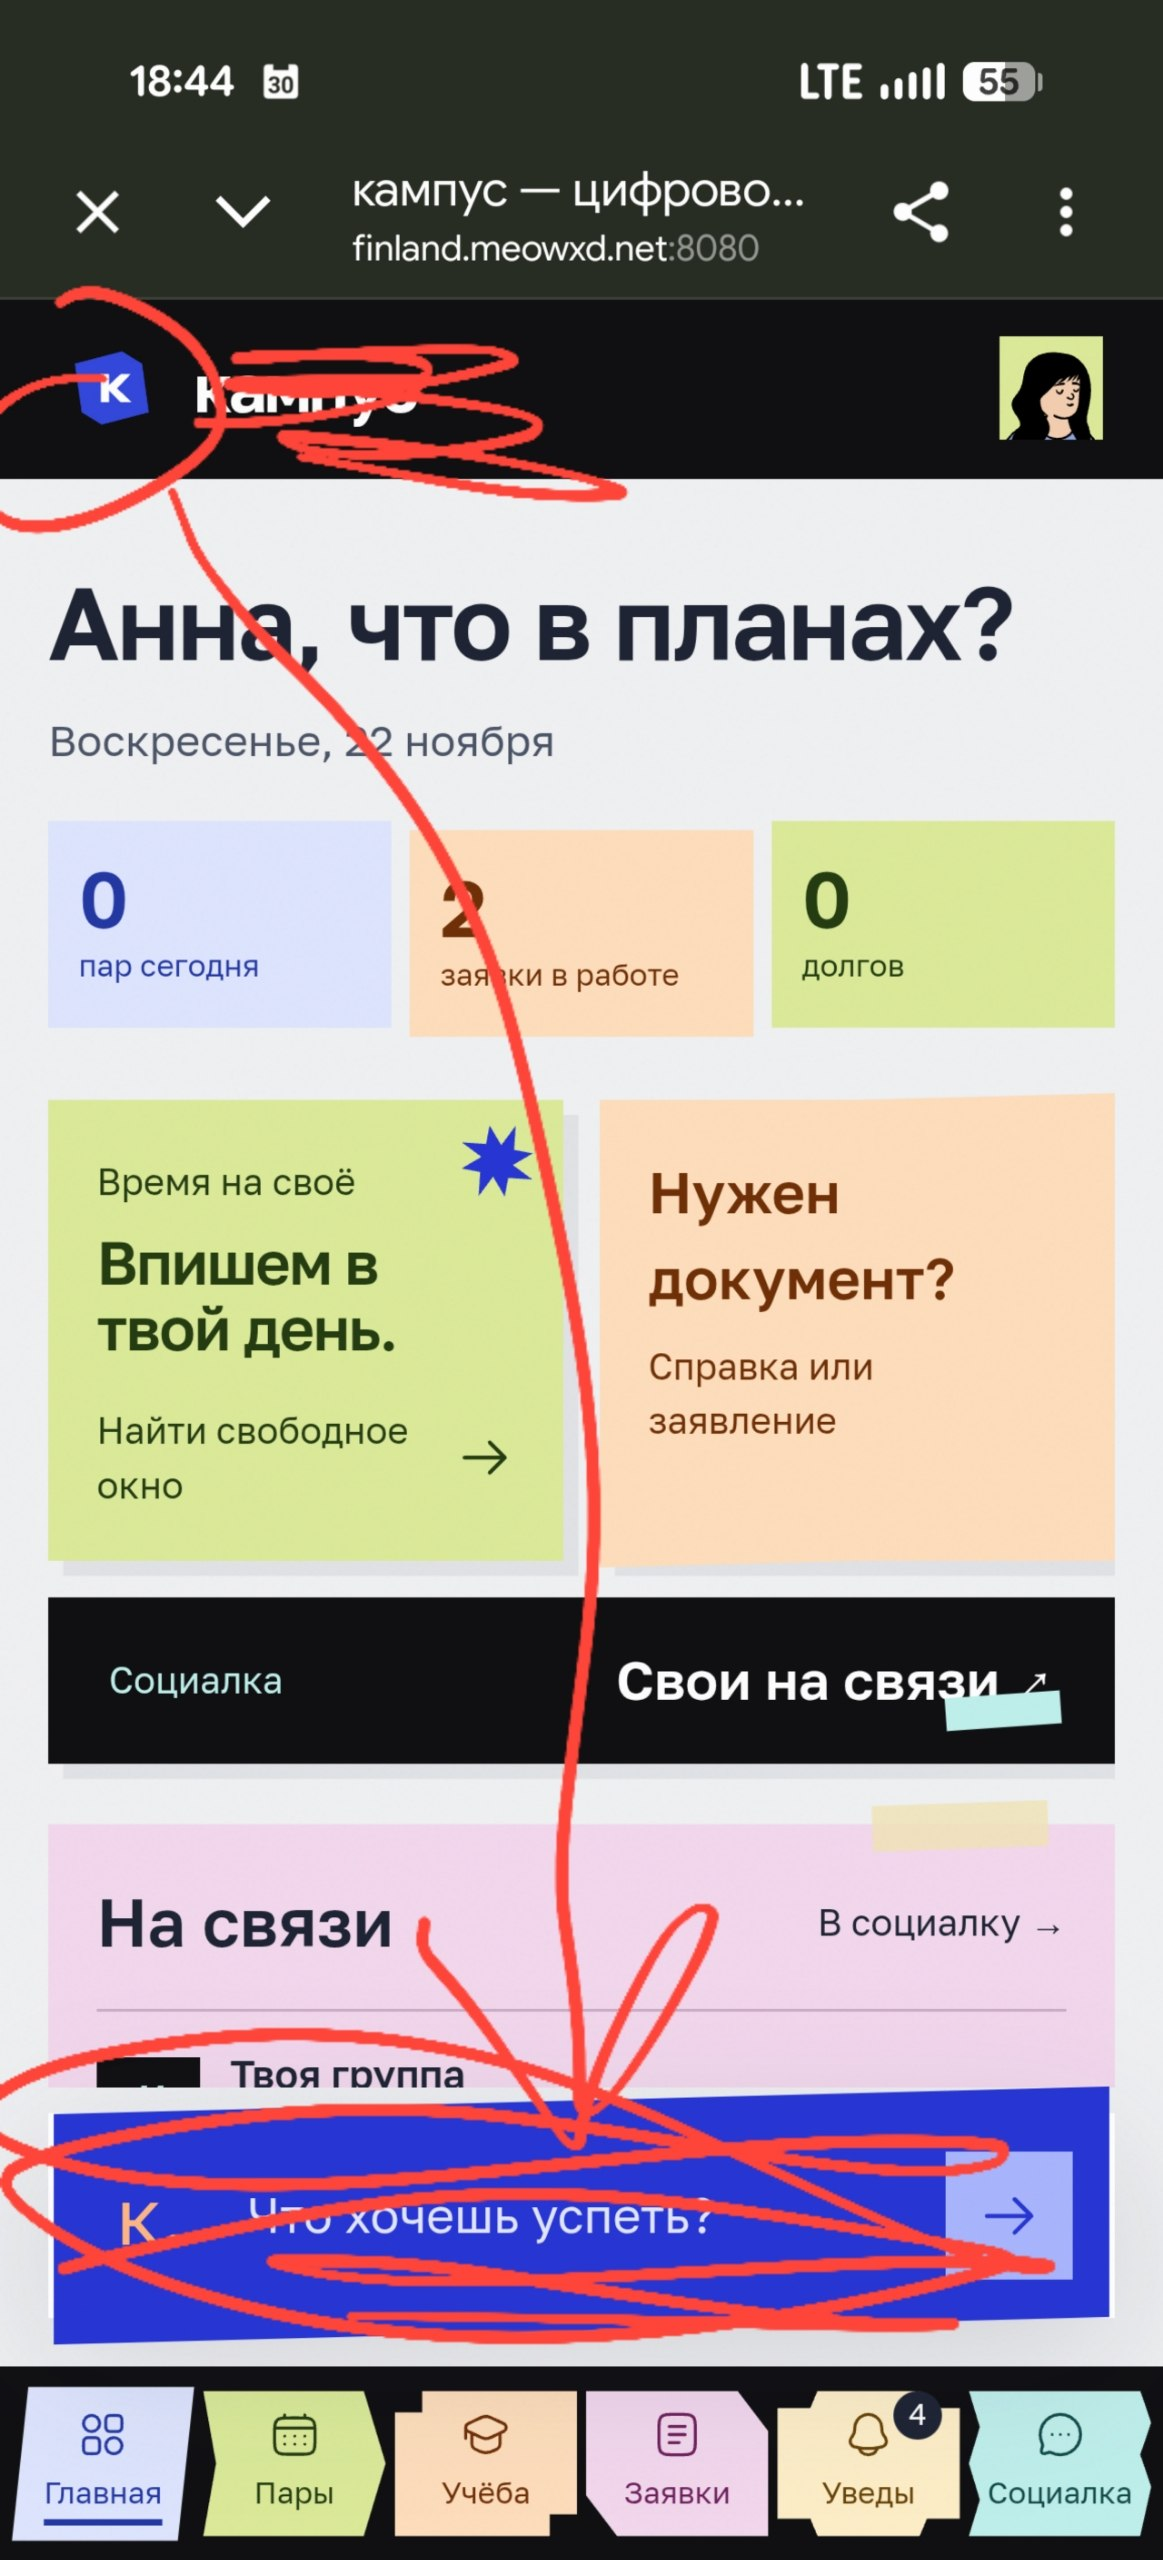 18:44 30 LTE 55
кампус — цифрово...
finland.meowxd.net:8080
K кампус
Анна, что в планах?
Воскресенье, 22 ноября
0
пар сегодня
2
заявки в работе
0
долгов
Время на своё
Впишем в
твой день.
Найти свободное
окно
Нужен
документ?
Справка или
заявление
Социалка
Свои на связи ↗
На связи
В социалку →
Твоя группа
К. Что хочешь успеть?
Главная
Пары
Учёба
Заявки
4
Уведы
Социалка